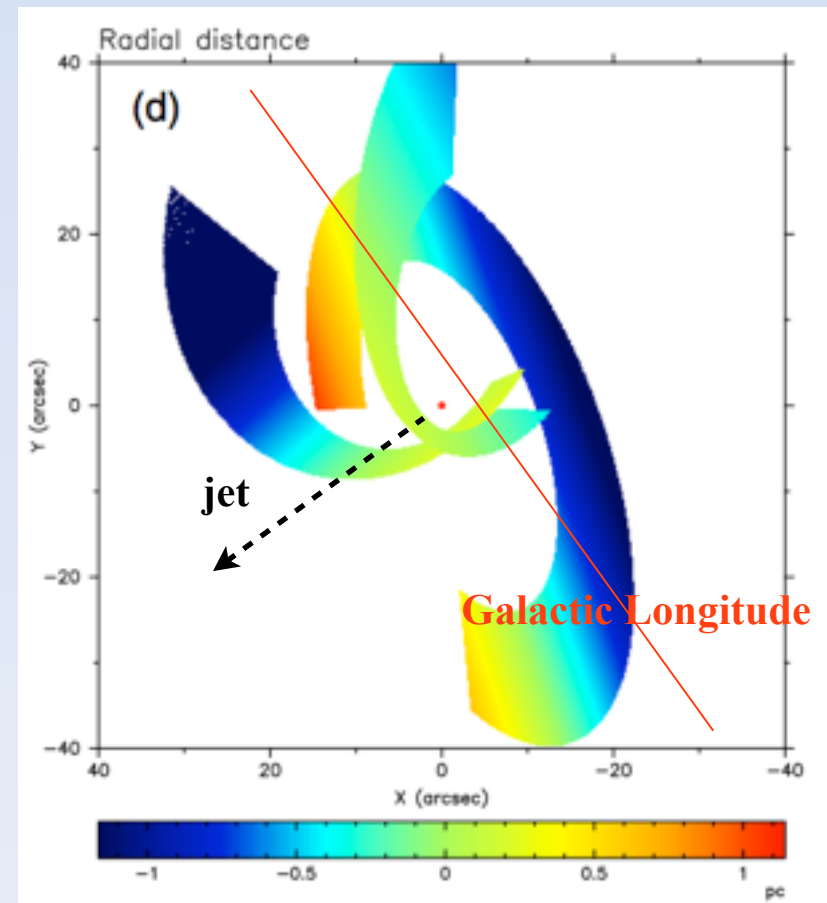 Radial distance
40
(d)
20
0
−20
−40
Y (arcsec)
jet
Galactic Longitude
40 20 0 −20 −40
X (arcsec)
−1 −0.5 0 0.5 1
pc